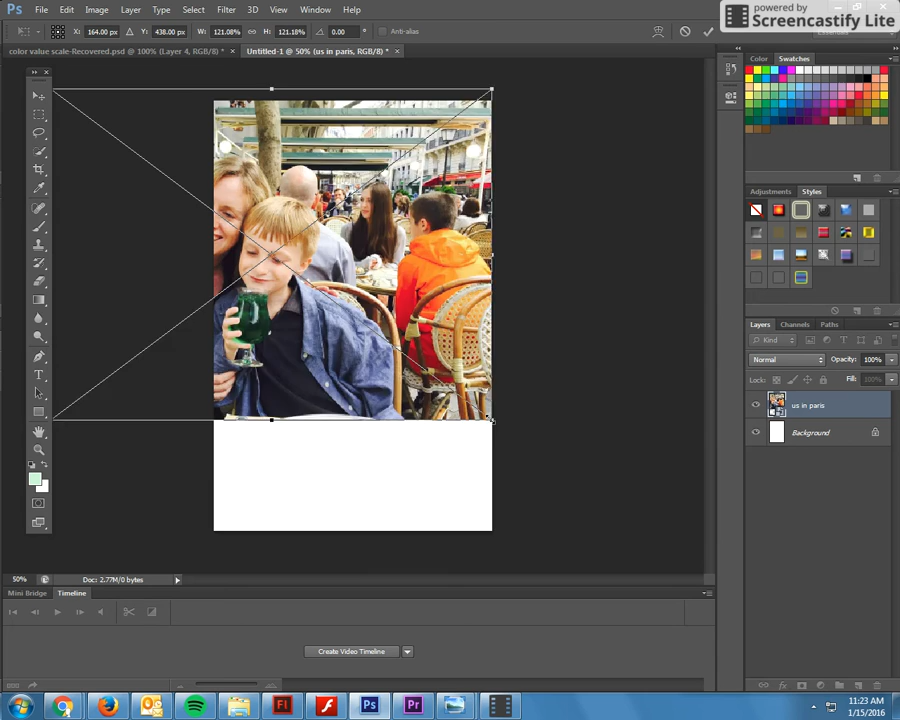 Ps File Edit Image Layer Type Select Filter 3D View Window Help
powered by
Screencastify Lite
X: 164.00 px Y: 438.00 px W: 121.08% H: 121.18% 0.00 ° Anti-alias
color value scale-Recovered.psd @ 100% (Layer 4, RGB/8) * × Untitled-1 @ 50% (us in paris, RGB/8) * ×
Color Swatches
Adjustments Styles
Layers Channels Paths
Kind
Normal Opacity: 100%
Lock: Fill: 100%
us in paris
Background
50% Doc: 2.77M/0 bytes
Mini Bridge Timeline
Create Video Timeline
Fl Ps Pr
11:23 AM
1/15/2016